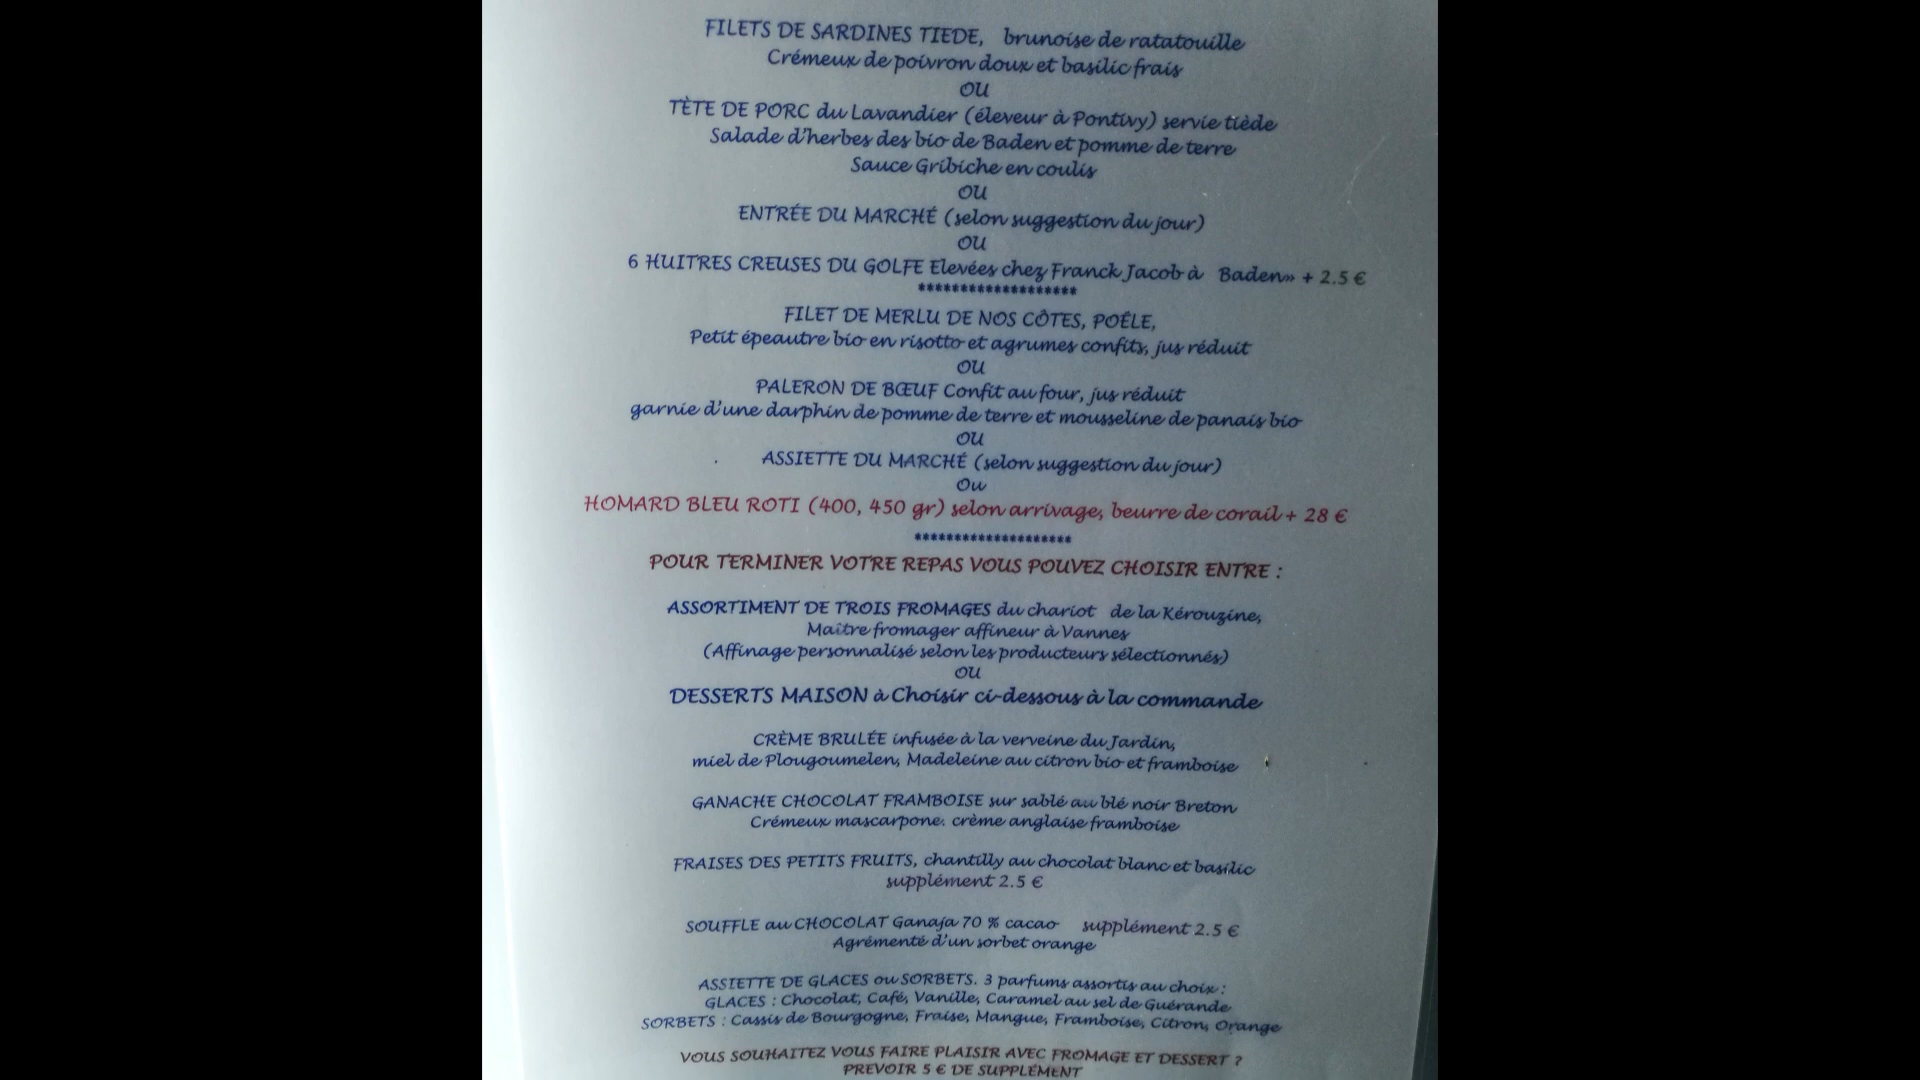 FILETS DE SARDINES TIEDE, brunoise de ratatouille
Crémeux de poivron doux et basilic frais
OU
TÈTE DE PORC du Lavandier (éleveur à Pontivy) servie tiède
Salade d'herbes des bio de Baden et pomme de terre
Sauce Gribiche en coulis
OU
ENTRÉE DU MARCHÉ (selon suggestion du jour)
OU
6 HUITRES CREUSES DU GOLFE Elevées chez Franck Jacob à Baden» + 2.5 €
*******************
FILET DE MERLU DE NOS CÔTES, POÊLE,
Petit épeautre bio en risotto et agrumes confits, jus réduit
OU
PALERON DE BŒUF Confit au four, jus réduit
garnie d'une darphin de pomme de terre et mousseline de panais bio
OU
. ASSIETTE DU MARCHÉ (selon suggestion du jour)
Ou
HOMARD BLEU ROTI (400, 450 gr) selon arrivage, beurre de corail + 28 €
********************
POUR TERMINER VOTRE REPAS VOUS POUVEZ CHOISIR ENTRE :
ASSORTIMENT DE TROIS FROMAGES du chariot de la Kérouzine,
Maître fromager affineur à Vannes
(Affinage personnalisé selon les producteurs sélectionnés)
OU
DESSERTS MAISON à Choisir ci-dessous à la commande
CRÈME BRULÉE infusée à la verveine du Jardin,
miel de Plougoumelen, Madeleine au citron bio et framboise
GANACHE CHOCOLAT FRAMBOISE sur sablé au blé noir Breton
Crémeux mascarpone. crème anglaise framboise
FRAISES DES PETITS FRUITS, chantilly au chocolat blanc et basilic
supplément 2.5 €
SOUFFLE au CHOCOLAT Ganaja 70 % cacao supplément 2.5 €
Agrémenté d'un sorbet orange
ASSIETTE DE GLACES ou SORBETS. 3 parfums assortis au choix :
GLACES : Chocolat, Café, Vanille, Caramel au sel de Guérande
SORBETS : Cassis de Bourgogne, Fraise, Mangue, Framboise, Citron, Orange
VOUS SOUHAITEZ VOUS FAIRE PLAISIR AVEC FROMAGE ET DESSERT ?
PREVOIR 5 € DE SUPPLÉMENT